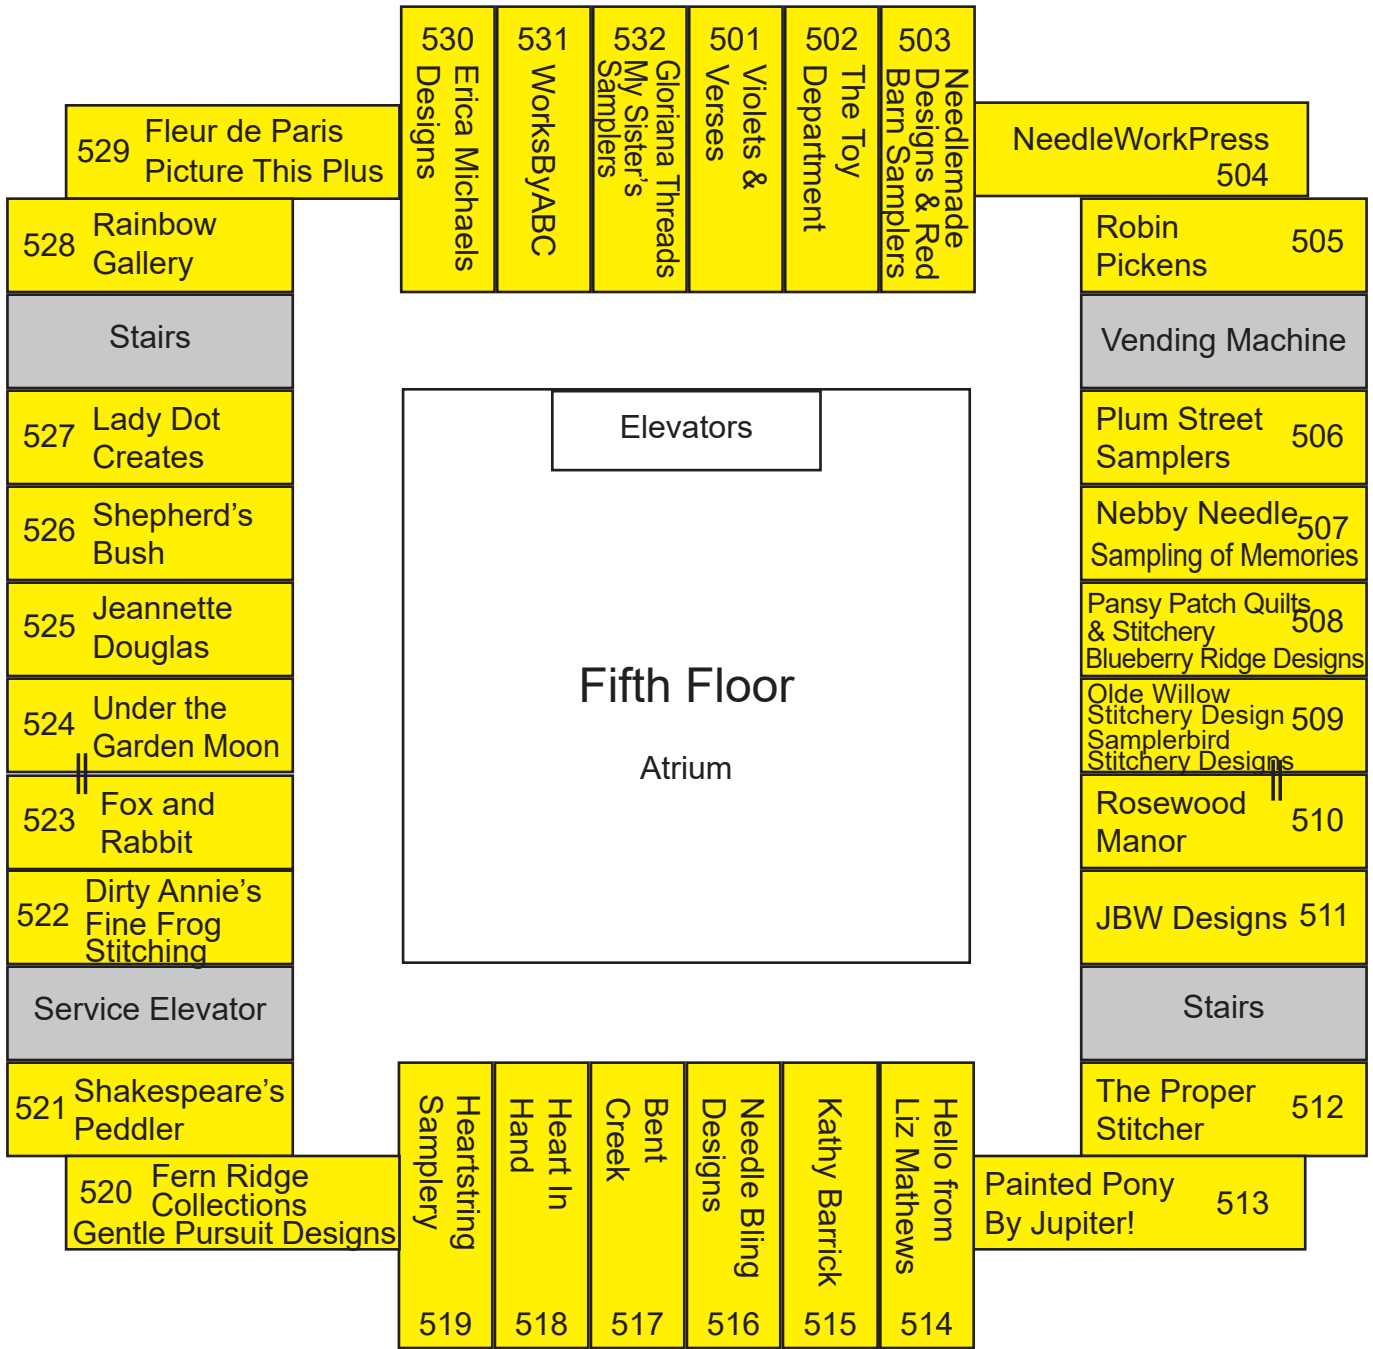 530
Erica Michaels
Designs
531
WorksByABC
532
Gloriana Threads
My Sister’s
Samplers
501
Violets &
Verses
502
The Toy
Department
503
Needlemade
Designs & Red
Barn Samplers
529
Fleur de Paris
Picture This Plus
NeedleWorkPress
504
528
Rainbow
Gallery
Robin
Pickens
505
Stairs
Vending Machine
527
Lady Dot
Creates
Elevators
Plum Street
Samplers
506
526
Shepherd’s
Bush
Nebby Needle
507
Sampling of Memories
525
Jeannette
Douglas
Pansy Patch Quilts
& Stitchery
508
Blueberry Ridge Designs
524
Under the
Garden Moon
Fifth Floor
Atrium
Olde Willow
Stitchery Design
509
Samplerbird
Stitchery Designs
523
Fox and
Rabbit
Rosewood
Manor
510
522
Dirty Annie’s
Fine Frog
Stitching
JBW Designs 511
Service Elevator
Stairs
521
Shakespeare’s
Peddler
The Proper
Stitcher
512
520
Fern Ridge
Collections
Gentle Pursuit Designs
Heartstring
Samplery
519
Heart In
Hand
518
Bent
Creek
517
Needle Bling
Designs
516
Kathy Barrick
515
Hello from
Liz Mathews
514
Painted Pony
By Jupiter!
513